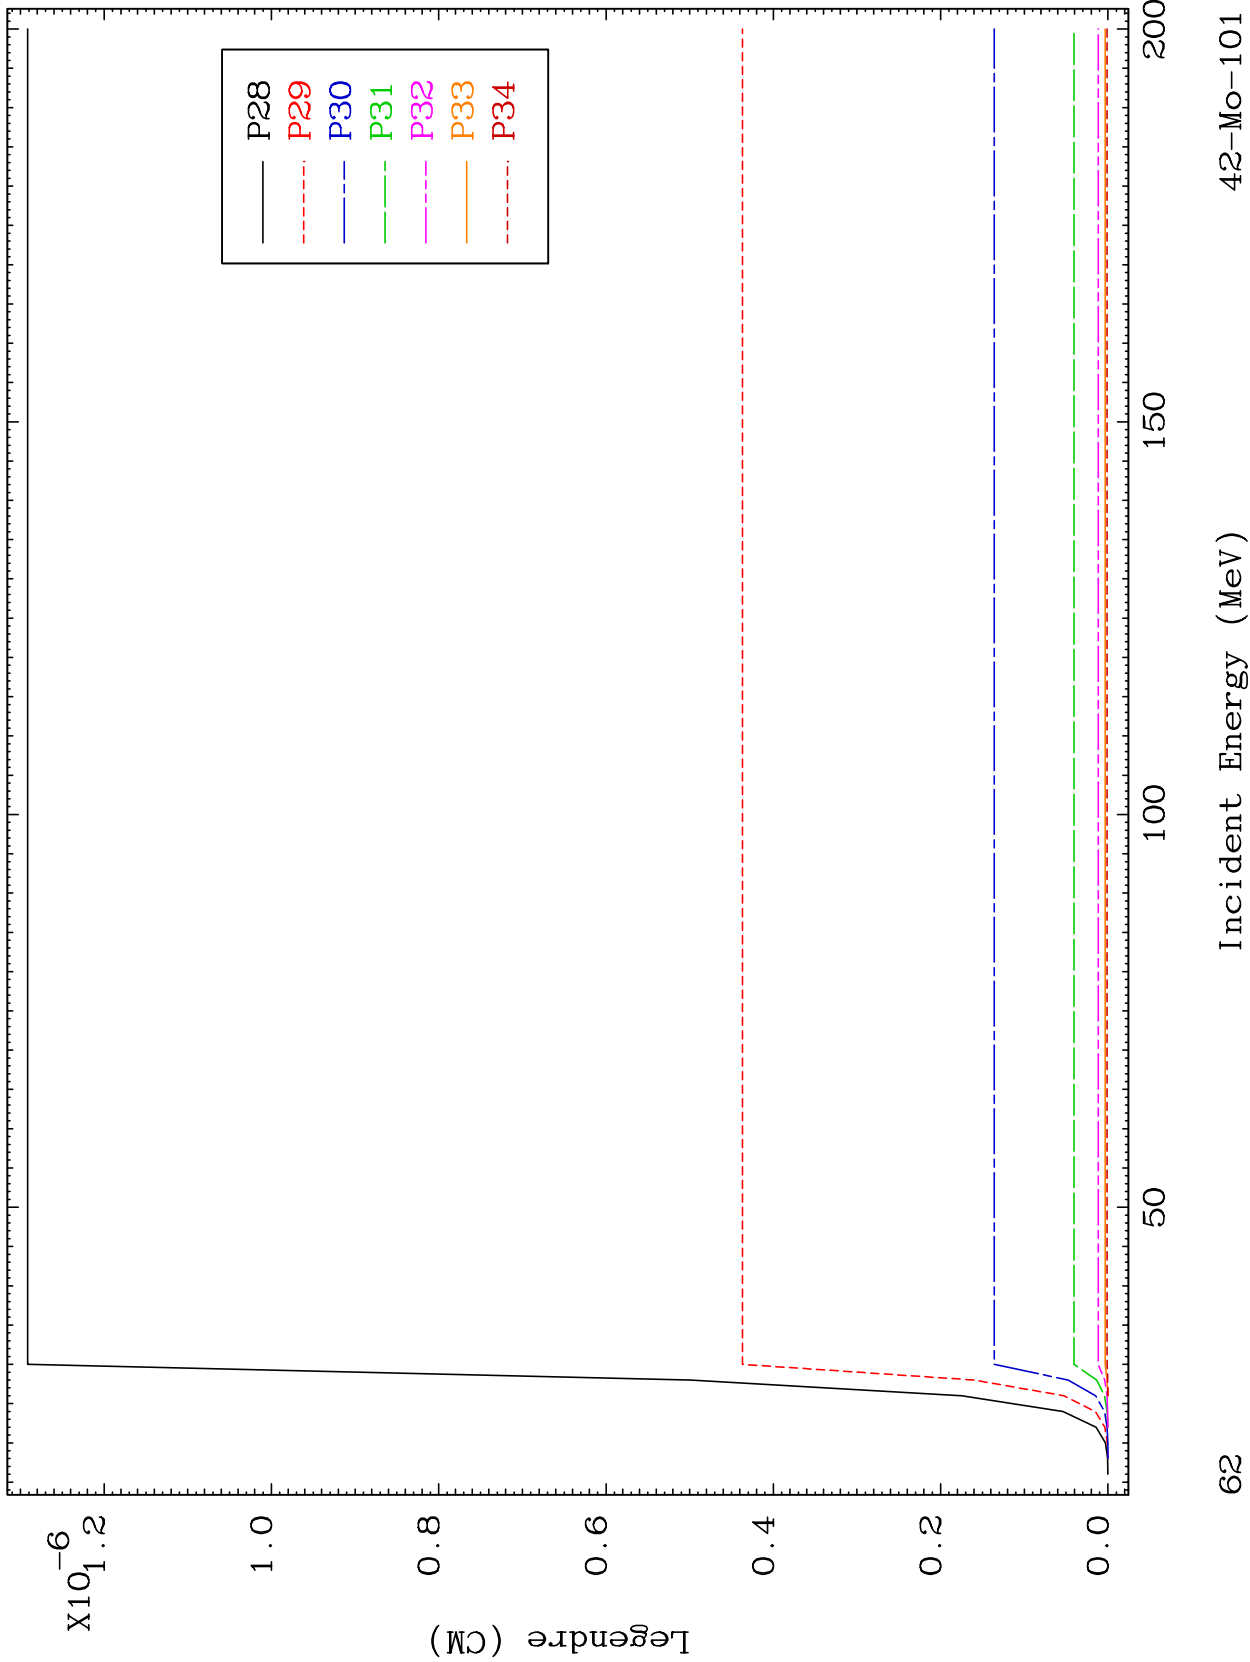 X10-6
1.2
1.0
0.8
0.6
0.4
0.2
0.0
Legendre (CM)
P28
P29
P30
P31
P32
P33
P34
50
100
150
200
Incident Energy (MeV)
62
42-Mo-101